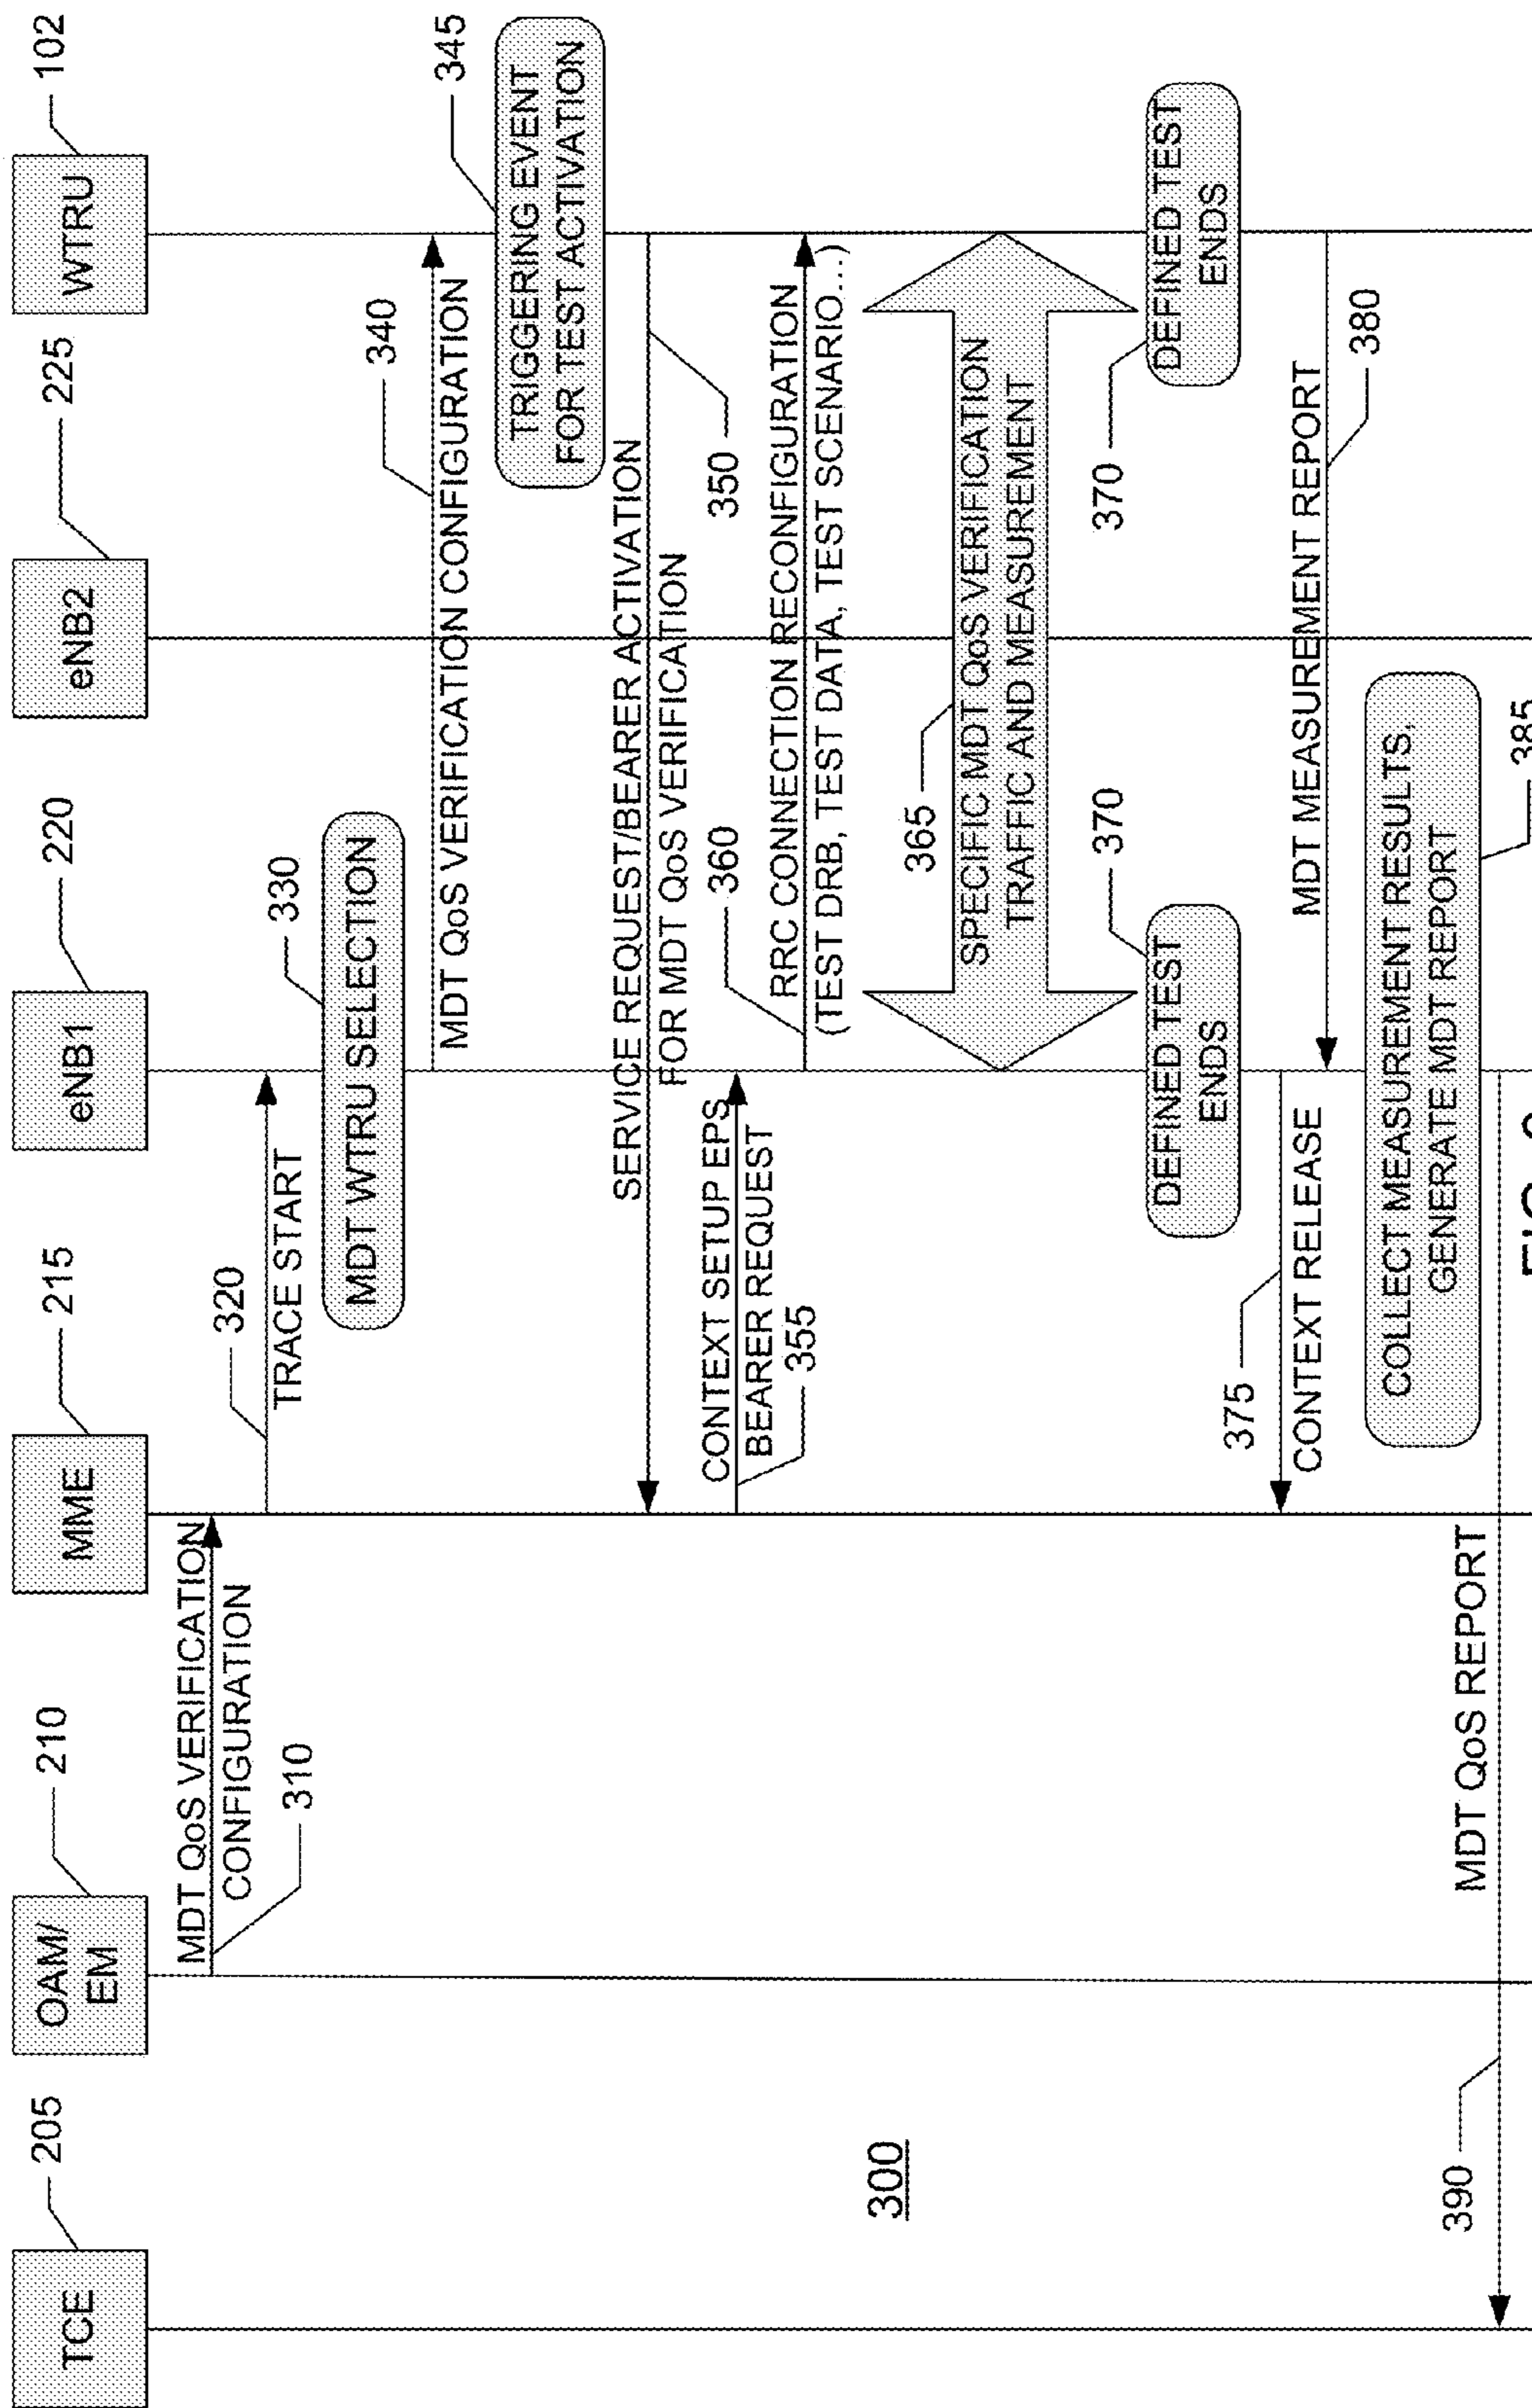 TCE
205
OAM/
EM
210
MME
215
eNB1
220
eNB2
225
WTRU
102
MDT QoS VERIFICATION
CONFIGURATION
310
320
TRACE START
330
MDT WTRU SELECTION
340
MDT QoS VERIFICATION CONFIGURATION
345
TRIGGERING EVENT
FOR TEST ACTIVATION
SERVICE REQUEST/BEARER ACTIVATION
FOR MDT QoS VERIFICATION
350
CONTEXT SETUP EPS
BEARER REQUEST
355
360
RRC CONNECTION RECONFIGURATION
(TEST DRB, TEST DATA, TEST SCENARIO...)
365
SPECIFIC MDT QoS VERIFICATION
TRAFFIC AND MEASUREMENT
300
370
DEFINED TEST
ENDS
370
DEFINED TEST
ENDS
375
CONTEXT RELEASE
MDT MEASUREMENT REPORT
380
COLLECT MEASUREMENT RESULTS,
GENERATE MDT REPORT
385
MDT QoS REPORT
390
FIG.